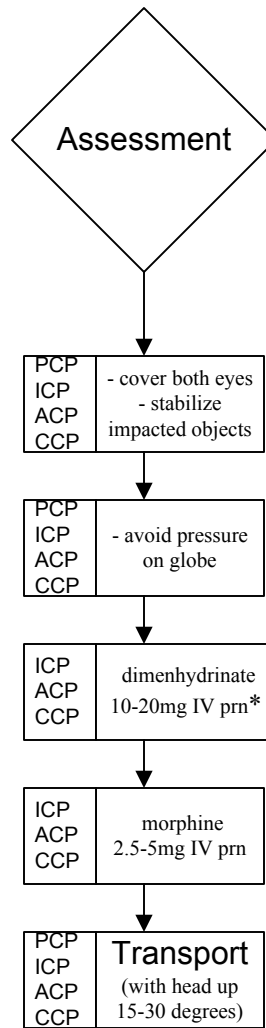 Assessment
PCP
ICP
ACP
CCP
- cover both eyes
- stabilize
impacted objects
PCP
ICP
ACP
CCP
- avoid pressure
on globe
ICP
ACP
CCP
dimenhydrinate
10-20mg IV prn*
ICP
ACP
CCP
morphine
2.5-5mg IV prn
PCP
ICP
ACP
CCP
Transport
(with head up
15-30 degrees)